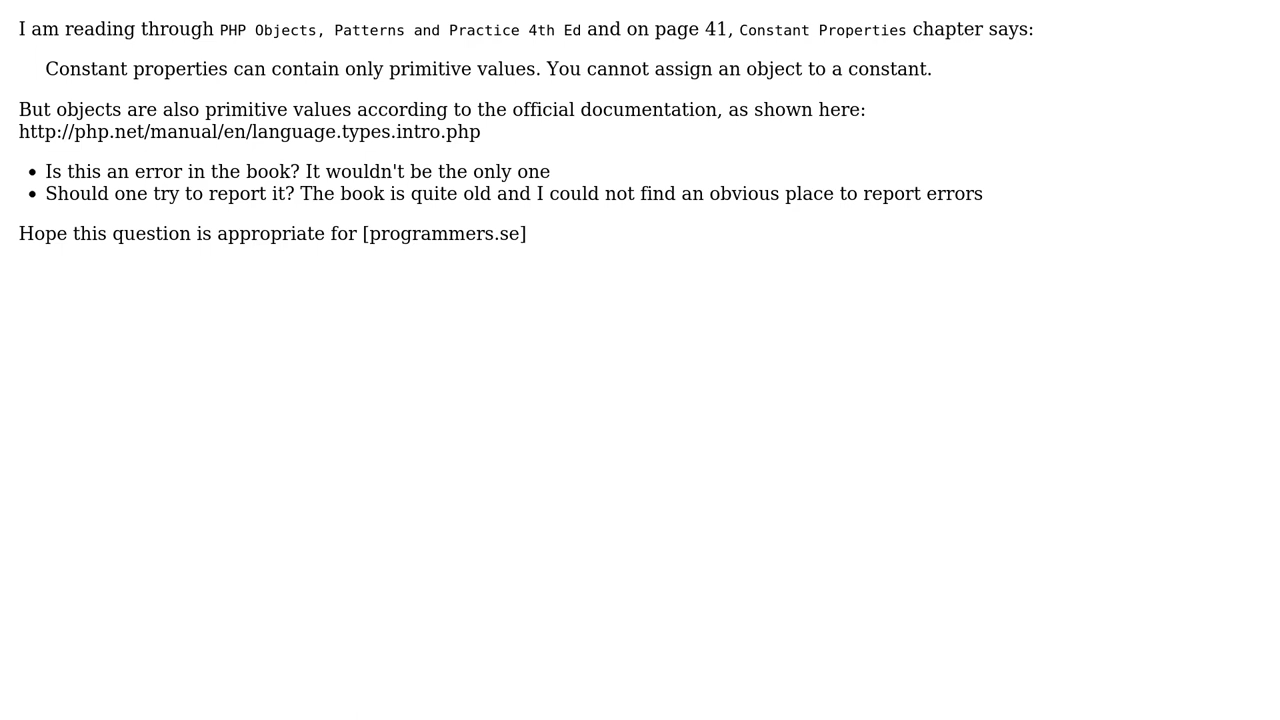 I am reading through PHP Objects, Patterns and Practice 4th Ed and on page 41, Constant Properties chapter says:
Constant properties can contain only primitive values. You cannot assign an object to a constant.
But objects are also primitive values according to the official documentation, as shown here:
http://php.net/manual/en/language.types.intro.php
• Is this an error in the book? It wouldn't be the only one
• Should one try to report it? The book is quite old and I could not find an obvious place to report errors
Hope this question is appropriate for [programmers.se]